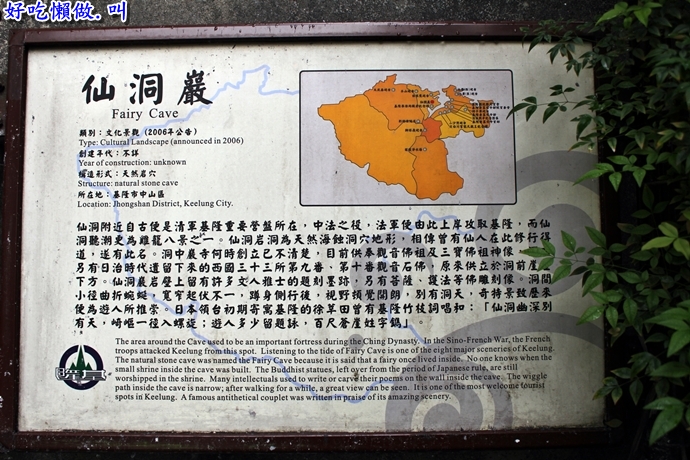 好吃懶做.叫
仙洞巖
Fairy Cave
類別：文化景觀 (2006年公告)
Type: Cultural Landscape (announced in 2006)
創建年代：不詳
Year of construction: unknown
構造形式：天然岩穴
Structure: natural stone cave
所在地：基隆市中山區
Location: Jhongshan District, Keelung City.
仙洞附近自古便是清軍基隆重要營盤所在，中法之役，法軍便由此上岸攻取基隆，而仙
洞聽潮更為雞籠八景之一。仙洞岩洞為天然海蝕洞穴地形，相傳曾有仙人在此修行得
道，遂有此名。洞中巖寺何時創立已不清楚，目前供奉觀音佛祖及三寶佛祖神像。
另有日治時代遺留下來的西國三十三所第九番、第十番觀音石佛，原來供立於洞前崖之
下方。仙洞巖岩壁上留有許多文人雅士的題刻墨跡，另有菩薩、護法等佛雕刻像。洞間
小徑曲折蜿蜒，寬窄起伏不一，蹲身側行後，視野頓覺開朗，別有洞天，奇特景致歷來
便為遊人所推崇。日本領台初期寄寓基隆的徐草田曾有基隆竹枝詞唱和：「仙洞幽深別
有天，崎嶇一徑入螺旋；遊人多少留題詠，百尺蒼崖姓字鐫」。
The area around the Cave used to be an important fortress during the Ching Dynasty. In the Sino-French War, the French
troops attacked Keelung from this spot. Listening to the tide of Fairy Cave is one of the eight major sceneries of Keelung.
The natural stone cave was named the Fairy Cave because it is said that a fairy once lived inside. No one knows when the
small shrine inside the cave was built. The Buddhist statues, left over from the period of Japanese rule, are still
worshipped in the shrine. Many intellectuals used to write or carve their poems on the wall inside the cave. The wiggle
path inside the cave is narrow; after walking for a while, a great view can be seen. It is one of the most welcome tourist
spots in Keelung. A famous antithetical couplet was written in praise of its amazing scenery.